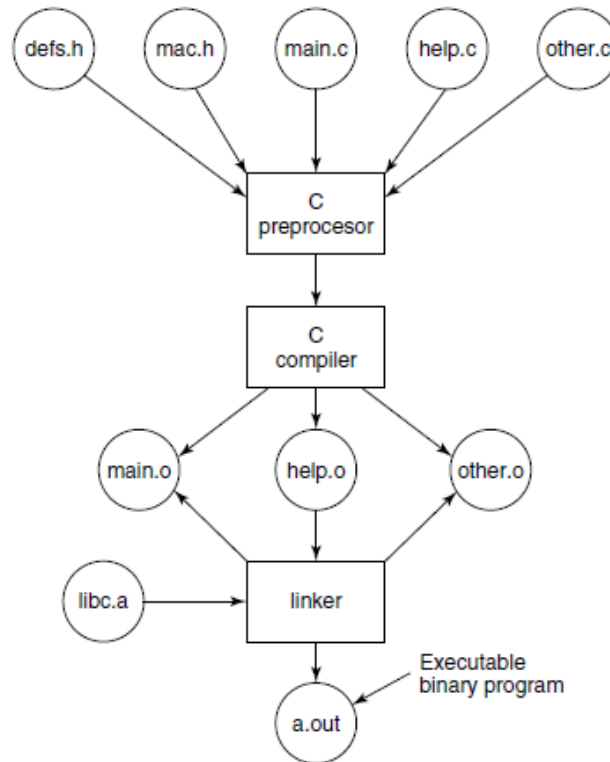 defs.h
mac.h
main.c
help.c
other.c
C
preprocesor
C
compiler
main.o
help.o
other.o
libc.a
linker
Executable
binary program
a.out